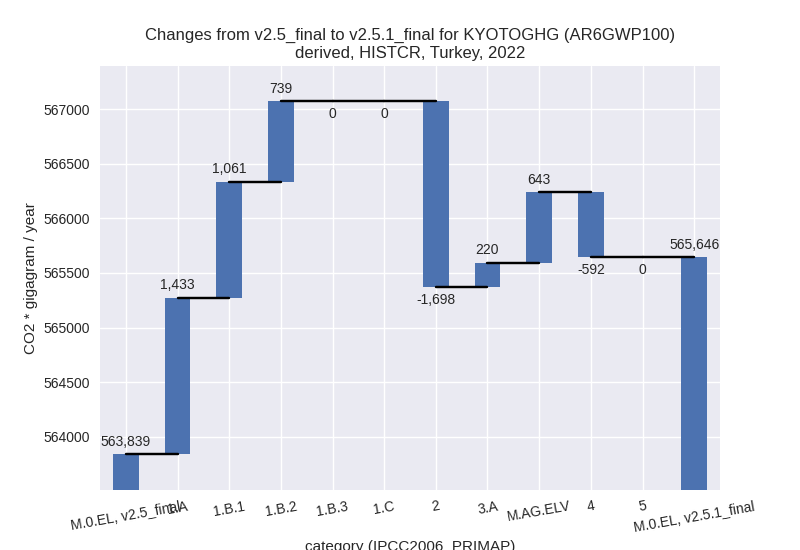 Changes from v2.5_final to v2.5.1_final for KYOTOGHG (AR6GWP100)
derived, HISTCR, Turkey, 2022
CO2 * gigagram / year
567000
566500
566000
565500
565000
564500
564000
563,839
1,433
1,061
739
0
0
-1,698
220
643
-592
0
565,646
M.0.EL, v2.5_final
1.A
1.B.1
1.B.2
1.B.3
1.C
2
3.A
M.AG.ELV
4
5
M.0.EL, v2.5.1_final
category (IPCC2006_PRIMAP)